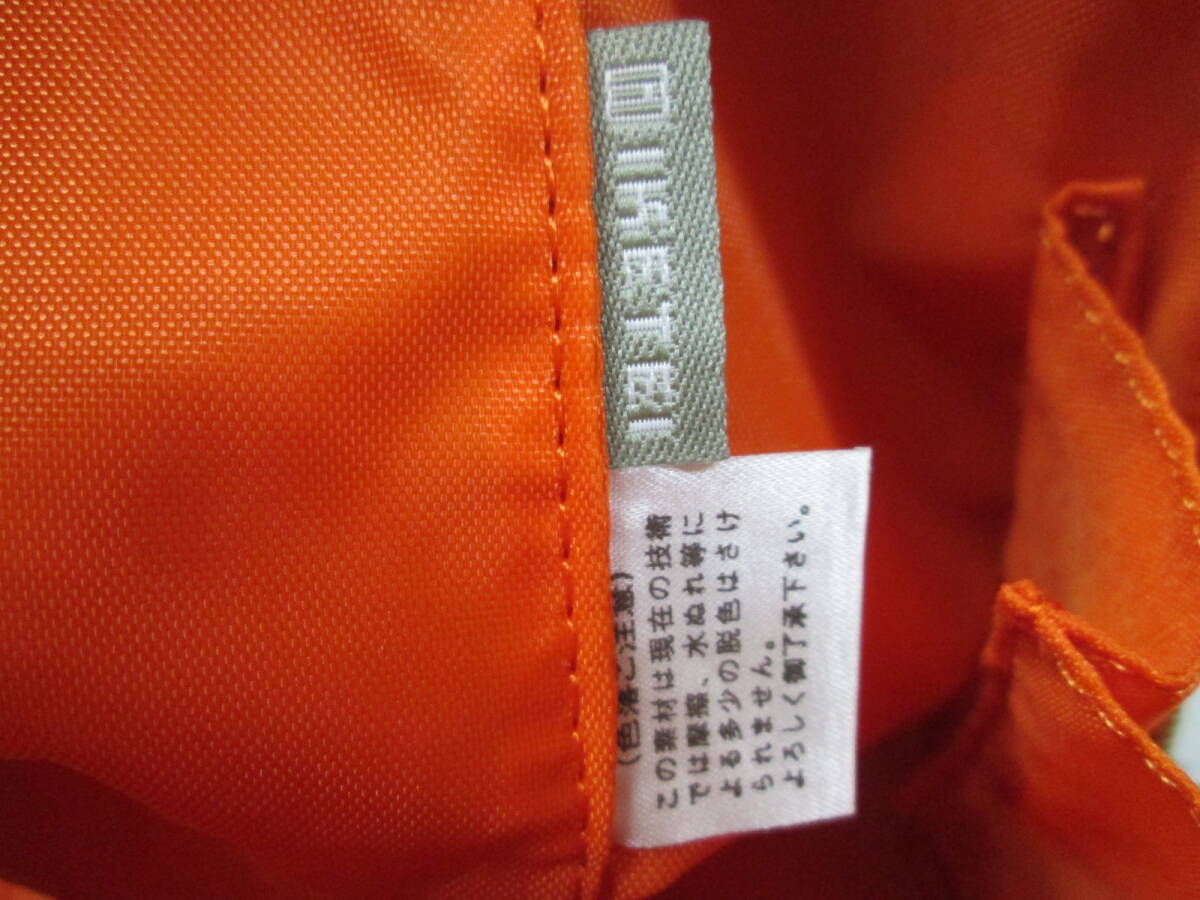 IKETEI
(色落ご注意)
この素材は現在の技術
では摩擦、水ぬれ等に
よる多少の脱色はさけ
られません。
よろしく御了承下さい。